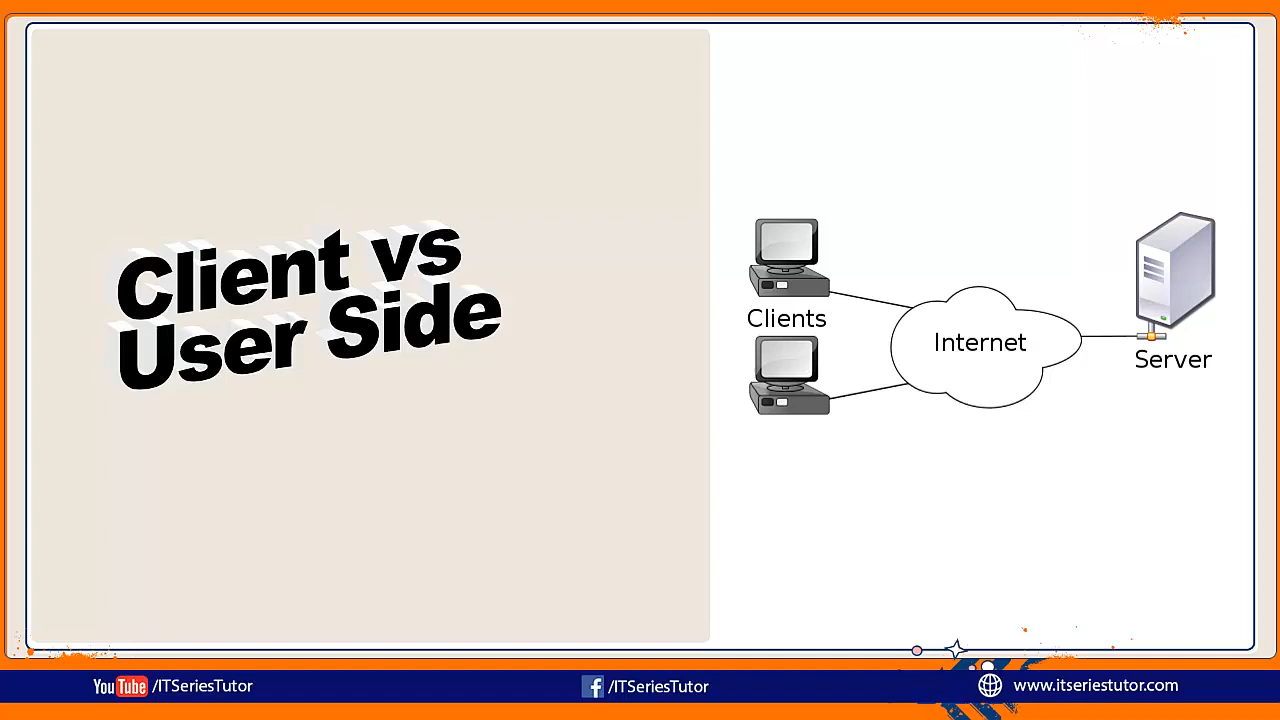 Client vs
User Side
Clients
Internet
Server
YouTube /ITSeriesTutor
f /ITSeriesTutor
www.itseriestutor.com